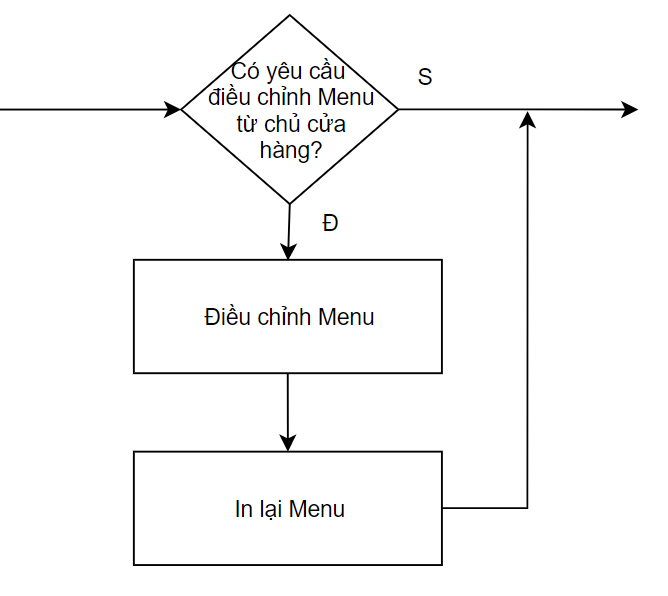 Có yêu cầu
điều chỉnh Menu
từ chủ cửa
hàng?
S
Đ
Điều chỉnh Menu
In lại Menu